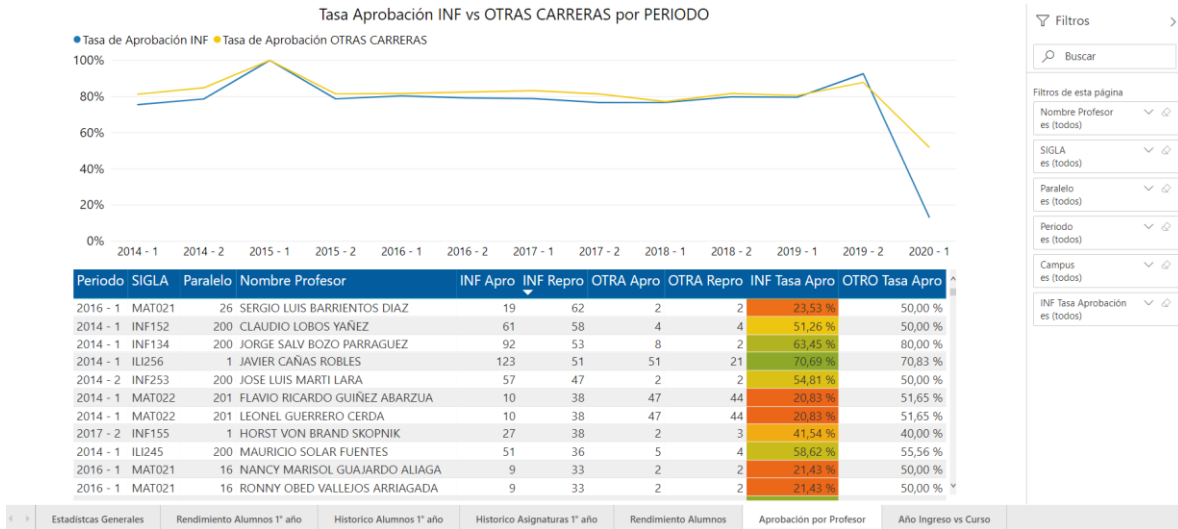 Tasa Aprobación INF vs OTRAS CARRERAS por PERIODO
Tasa de Aprobación INF Tasa de Aprobación OTRAS CARRERAS
100%
80%
60%
40%
20%
0%
2014 - 1 2014 - 2 2015 - 1 2015 - 2 2016 - 1 2016 - 2 2017 - 1 2017 - 2 2018 - 1 2018 - 2 2019 - 1 2019 - 2 2020 - 1
Periodo SIGLA Paralelo Nombre Profesor INF Apro INF Repro OTRA Apro OTRA Repro INF Tasa Apro OTRO Tasa Apro
2016 - 1 MAT021 26 SERGIO LUIS BARRIENTOS DIAZ 19 62 2 2 23,53 % 50,00 %
2014 - 1 INF152 200 CLAUDIO LOBOS YAÑEZ 61 58 4 4 51,26 % 50,00 %
2014 - 1 INF134 200 JORGE SALV BOZO PARRAGUEZ 92 53 8 2 63,45 % 80,00 %
2014 - 1 ILI256 1 JAVIER CAÑAS ROBLES 123 51 51 21 70,69 % 70,83 %
2014 - 2 INF253 200 JOSE LUIS MARTI LARA 57 47 2 2 54,81 % 50,00 %
2014 - 1 MAT022 201 FLAVIO RICARDO GUIÑEZ ABARZUA 10 38 47 44 20,83 % 51,65 %
2014 - 1 MAT022 201 LEONEL GUERRERO CERDA 10 38 47 44 20,83 % 51,65 %
2017 - 2 INF155 1 HORST VON BRAND SKOPNIK 27 38 2 3 41,54 % 40,00 %
2014 - 1 ILI245 200 MAURICIO SOLAR FUENTES 51 36 5 4 58,62 % 55,56 %
2016 - 1 MAT021 16 NANCY MARISOL GUAJARDO ALIAGA 9 33 2 2 21,43 % 50,00 %
2016 - 1 MAT021 16 RONNY OBED VALLEJOS ARRIAGADA 9 33 2 2 21,43 % 50,00 %
Filtros
Buscar
Filtros de esta página
Nombre Profesor
es (todos)
SIGLA
es (todos)
Paralelo
es (todos)
Periodo
es (todos)
Campus
es (todos)
INF Tasa Aprobación
es (todos)
Estadístcas Generales Rendimiento Alumnos 1° año Historico Alumnos 1° año Historico Asignaturas 1° año Rendimiento Alumnos Aprobación por Profesor Año Ingreso vs Curso